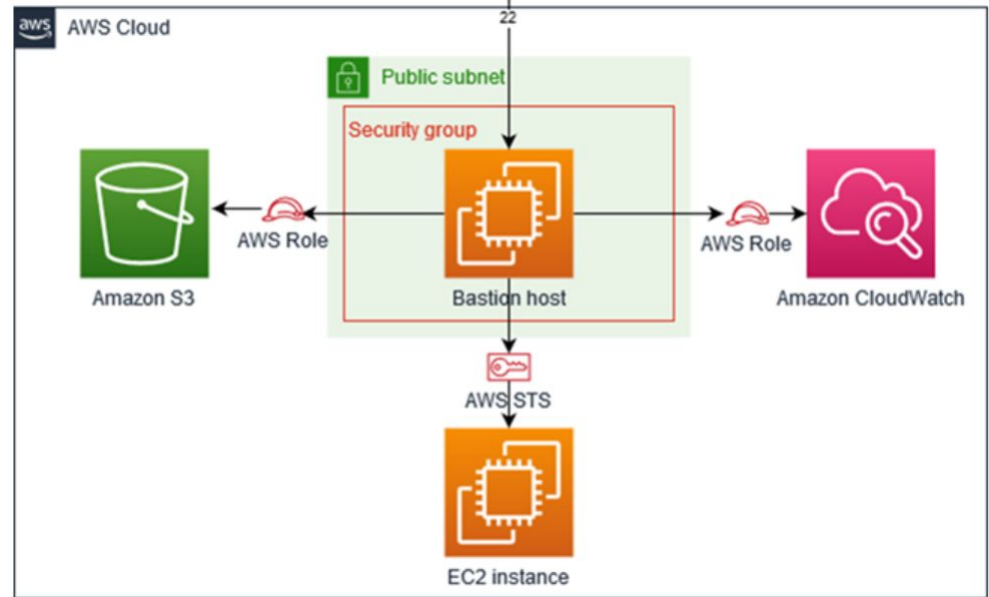 22
aws
AWS Cloud
Public subnet
Security group
AWS Role
AWS Role
Amazon S3
Bastion host
Amazon CloudWatch
AWS STS
EC2 instance